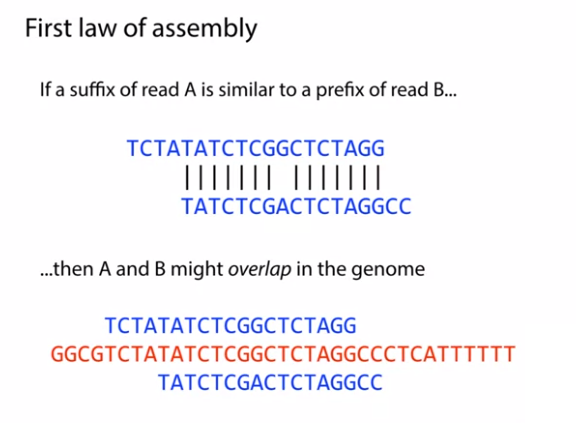 First law of assembly
If a suffix of read A is similar to a prefix of read B...
TCTATATCTCGGCTCTAGG
||||||| |||||||
TATCTCGACTCTAGGCC
...then A and B might overlap in the genome
TCTATATCTCGGCTCTAGG
GGCGTCTATATCTCGGCTCTAGGCCCTCATTTTTT
TATCTCGACTCTAGGCC